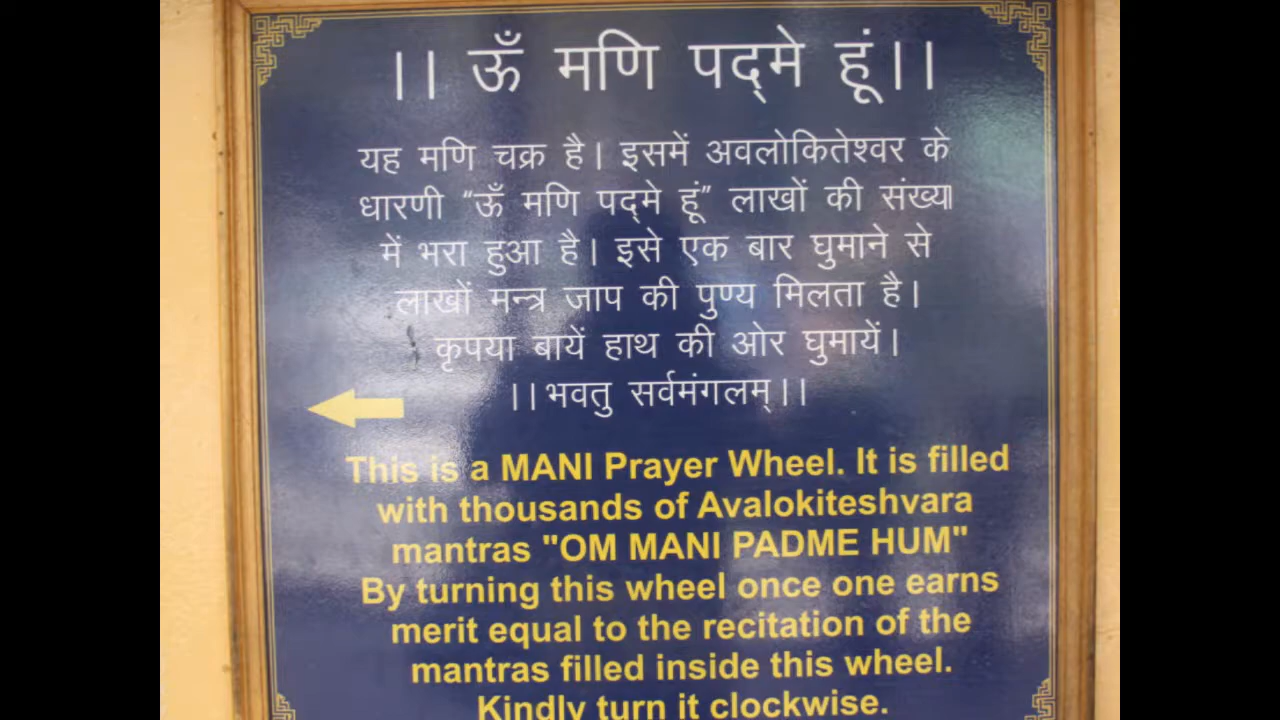 ।। ऊँ मणि पद्‌मे हूं।।
यह मणि चक्र है। इसमें अवलोकितेश्वर के
धारणी "ऊँ मणि पद्‌मे हूं" लाखों की संख्या
में भरा हुआ है। इसे एक बार घुमाने से
लाखों मन्त्र जाप की पुण्य मिलता है।
कृपया बायें हाथ की ओर घुमायें।
।।भवतु सर्वमंगलम्।।
This is a MANI Prayer Wheel. It is filled
with thousands of Avalokiteshvara
mantras "OM MANI PADME HUM"
By turning this wheel once one earns
merit equal to the recitation of the
mantras filled inside this wheel.
Kindly turn it clockwise.